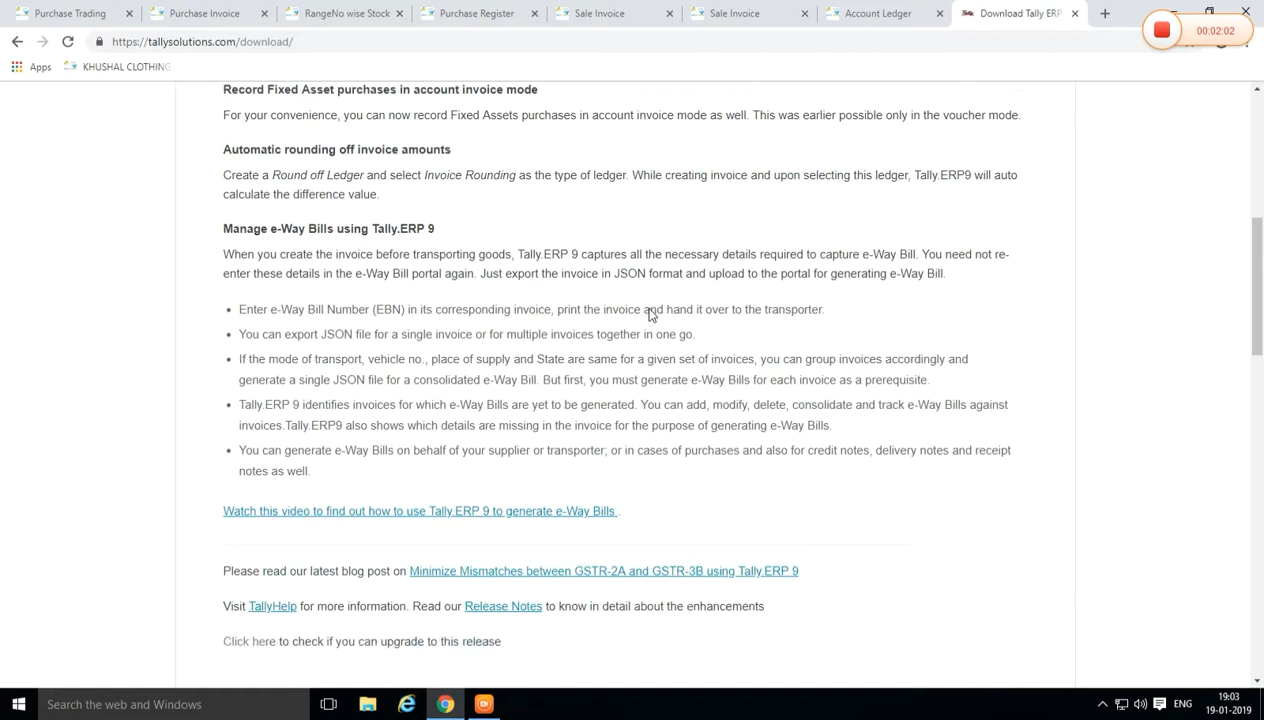 Purchase Trading
Purchase Invoice
RangeNo wise Stock
Purchase Register
Sale Invoice
Sale Invoice
Account Ledger
Download Tally ERP
00:02:02
https://tallysolutions.com/download/
Apps
KHUSHAL CLOTHING
Record Fixed Asset purchases in account invoice mode
For your convenience, you can now record Fixed Assets purchases in account invoice mode as well. This was earlier possible only in the voucher mode.
Automatic rounding off invoice amounts
Create a Round off Ledger and select Invoice Rounding as the type of ledger. While creating invoice and upon selecting this ledger, Tally.ERP9 will auto
calculate the difference value.
Manage e-Way Bills using Tally.ERP 9
When you create the invoice before transporting goods, Tally.ERP 9 captures all the necessary details required to capture e-Way Bill. You need not re-
enter these details in the e-Way Bill portal again. Just export the invoice in JSON format and upload to the portal for generating e-Way Bill.
Enter e-Way Bill Number (EBN) in its corresponding invoice, print the invoice and hand it over to the transporter.
You can export JSON file for a single invoice or for multiple invoices together in one go.
If the mode of transport, vehicle no., place of supply and State are same for a given set of invoices, you can group invoices accordingly and
generate a single JSON file for a consolidated e-Way Bill. But first, you must generate e-Way Bills for each invoice as a prerequisite.
Tally.ERP 9 identifies invoices for which e-Way Bills are yet to be generated. You can add, modify, delete, consolidate and track e-Way Bills against
invoices.Tally.ERP9 also shows which details are missing in the invoice for the purpose of generating e-Way Bills.
You can generate e-Way Bills on behalf of your supplier or transporter; or in cases of purchases and also for credit notes, delivery notes and receipt
notes as well.
Watch this video to find out how to use Tally.ERP 9 to generate e-Way Bills .
Please read our latest blog post on Minimize Mismatches between GSTR-2A and GSTR-3B using Tally.ERP 9
Visit TallyHelp for more information. Read our Release Notes to know in detail about the enhancements
Click here to check if you can upgrade to this release
Search the web and Windows
ENG
19:03
19-01-2019